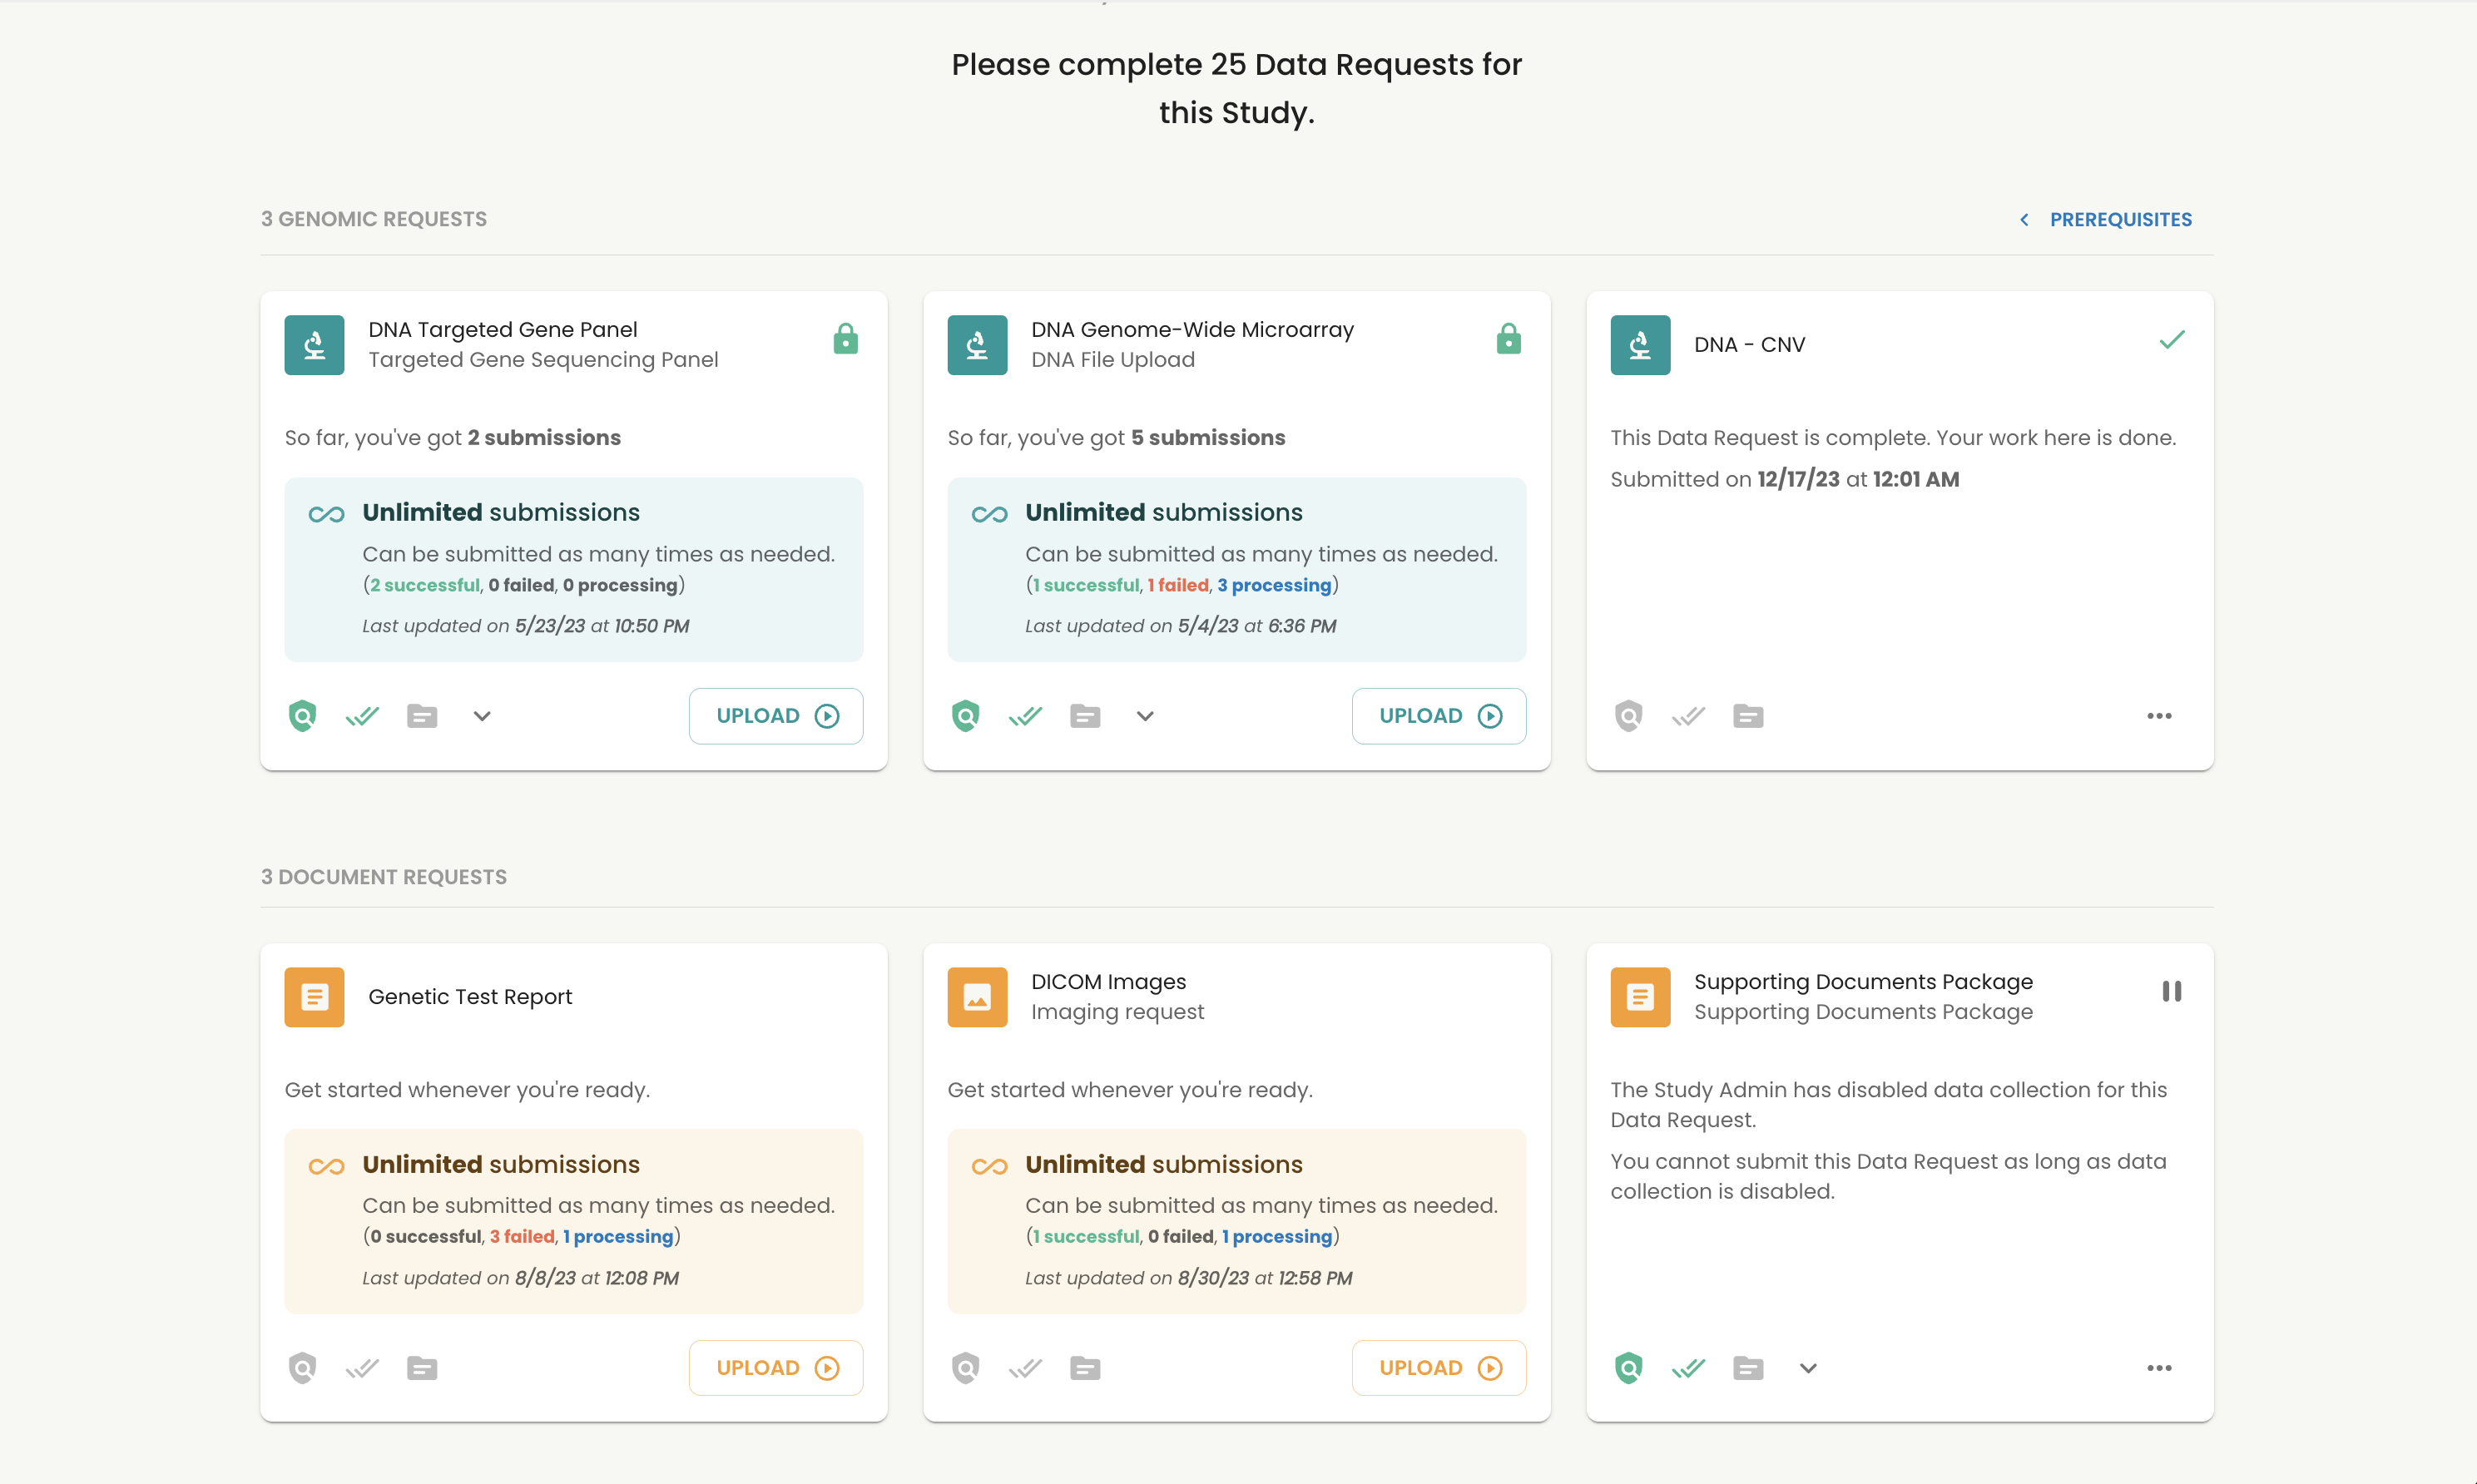 Please complete 25 Data Requests for
this Study.
3 GENOMIC REQUESTS
PREREQUISITES
DNA Targeted Gene Panel
Targeted Gene Sequencing Panel
So far, you've got 2 submissions
Unlimited submissions
Can be submitted as many times as needed.
(2 successful, 0 failed, 0 processing)
Last updated on 5/23/23 at 10:50 PM
UPLOAD
DNA Genome-Wide Microarray
DNA File Upload
So far, you've got 5 submissions
Unlimited submissions
Can be submitted as many times as needed.
(1 successful, 1 failed, 3 processing)
Last updated on 5/4/23 at 6:36 PM
UPLOAD
DNA - CNV
This Data Request is complete. Your work here is done.
Submitted on 12/17/23 at 12:01 AM
3 DOCUMENT REQUESTS
Genetic Test Report
Get started whenever you're ready.
Unlimited submissions
Can be submitted as many times as needed.
(0 successful, 3 failed, 1 processing)
Last updated on 8/8/23 at 12:08 PM
UPLOAD
DICOM Images
Imaging request
Get started whenever you're ready.
Unlimited submissions
Can be submitted as many times as needed.
(1 successful, 0 failed, 1 processing)
Last updated on 8/30/23 at 12:58 PM
UPLOAD
Supporting Documents Package
Supporting Documents Package
The Study Admin has disabled data collection for this
Data Request.
You cannot submit this Data Request as long as data
collection is disabled.